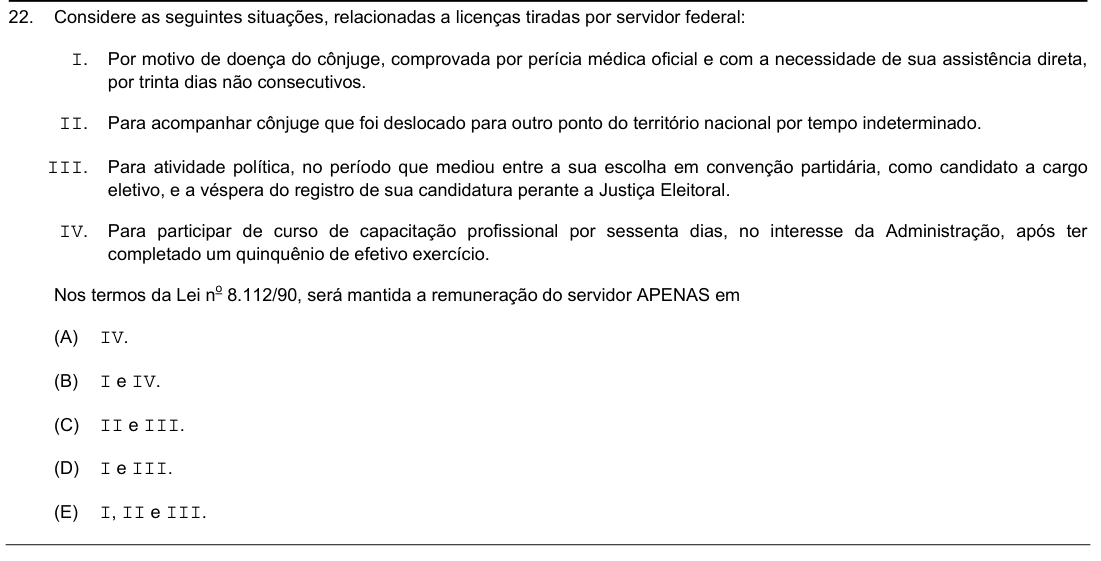 22. Considere as seguintes situações, relacionadas a licenças tiradas por servidor federal:
I. Por motivo de doença do cônjuge, comprovada por perícia médica oficial e com a necessidade de sua assistência direta,
por trinta dias não consecutivos.
II. Para acompanhar cônjuge que foi deslocado para outro ponto do território nacional por tempo indeterminado.
III. Para atividade política, no período que mediou entre a sua escolha em convenção partidária, como candidato a cargo
eletivo, e a véspera do registro de sua candidatura perante a Justiça Eleitoral.
IV. Para participar de curso de capacitação profissional por sessenta dias, no interesse da Administração, após ter
completado um quinquênio de efetivo exercício.
Nos termos da Lei nº 8.112/90, será mantida a remuneração do servidor APENAS em
(A) IV.
(B) I e IV.
(C) II e III.
(D) I e III.
(E) I, II e III.